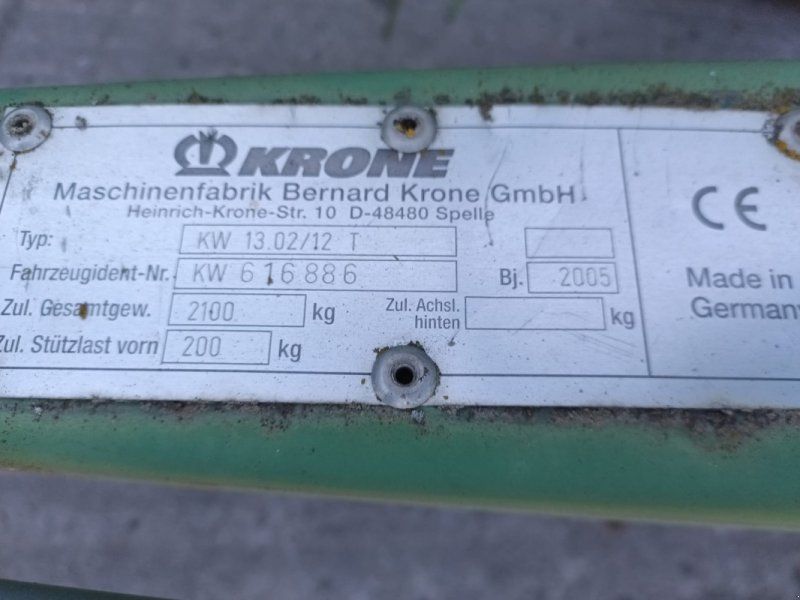 KRONE
Maschinenfabrik Bernard Krone GmbH
Heinrich-Krone-Str. 10 D-48480 Spelle
Typ: KW 13.02/12 T
Fahrzeugident-Nr. KW 616886 Bj. 2005
Zul. Gesamtgew. 2100 kg Zul. Achsl. hinten kg
Zul. Stützlast vorn 200 kg
CE
Made in
Germany